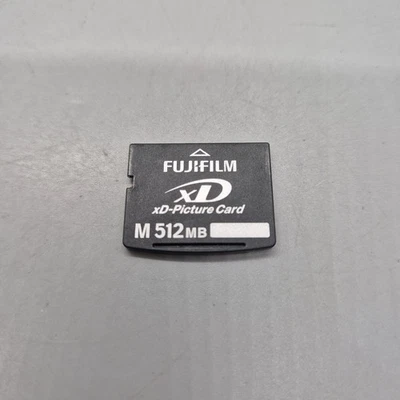 FUJIFILM
xD
xD-Picture Card
M 512MB